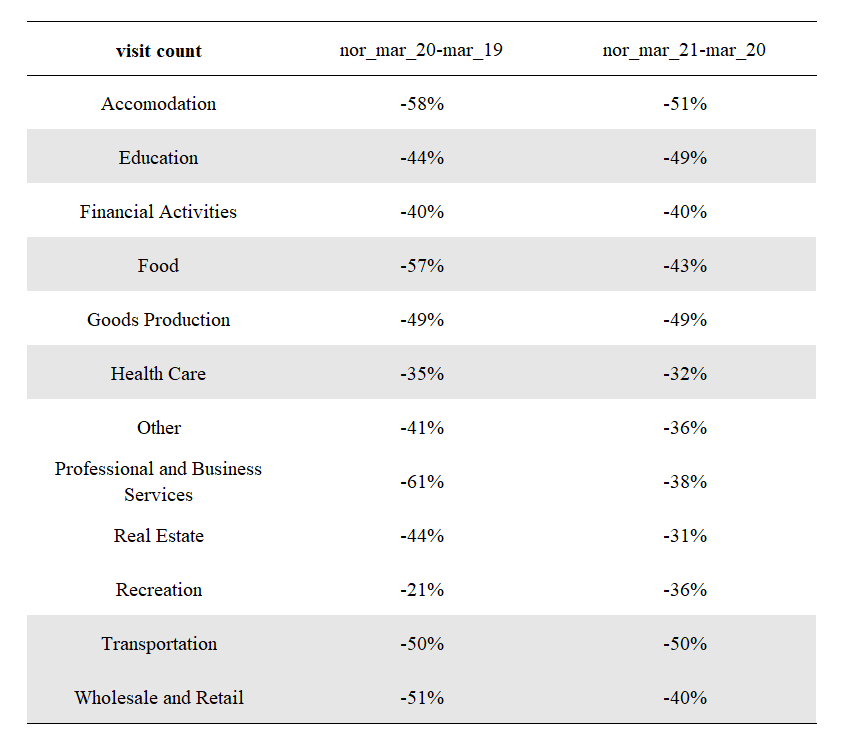 visit count nor_mar_20-mar_19 nor_mar_21-mar_20
Accomodation -58% -51%
Education -44% -49%
Financial Activities -40% -40%
Food -57% -43%
Goods Production -49% -49%
Health Care -35% -32%
Other -41% -36%
Professional and Business
Services -61% -38%
Real Estate -44% -31%
Recreation -21% -36%
Transportation -50% -50%
Wholesale and Retail -51% -40%